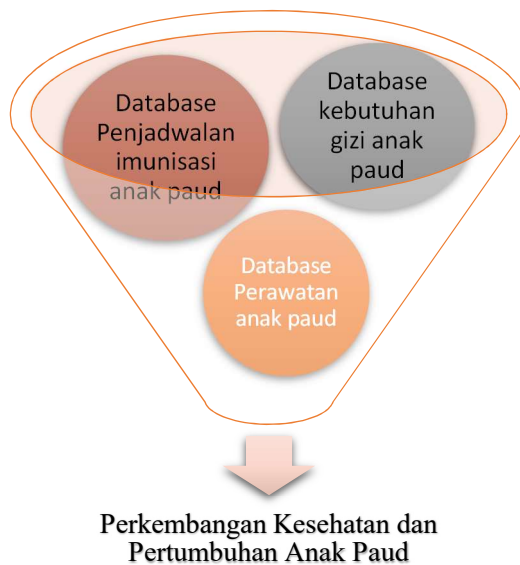 Database
Penjadwalan
imunisasi
anak paud
Database
kebutuhan
gizi anak
paud
Database
Perawatan
anak paud
Perkembangan Kesehatan dan
Pertumbuhan Anak Paud